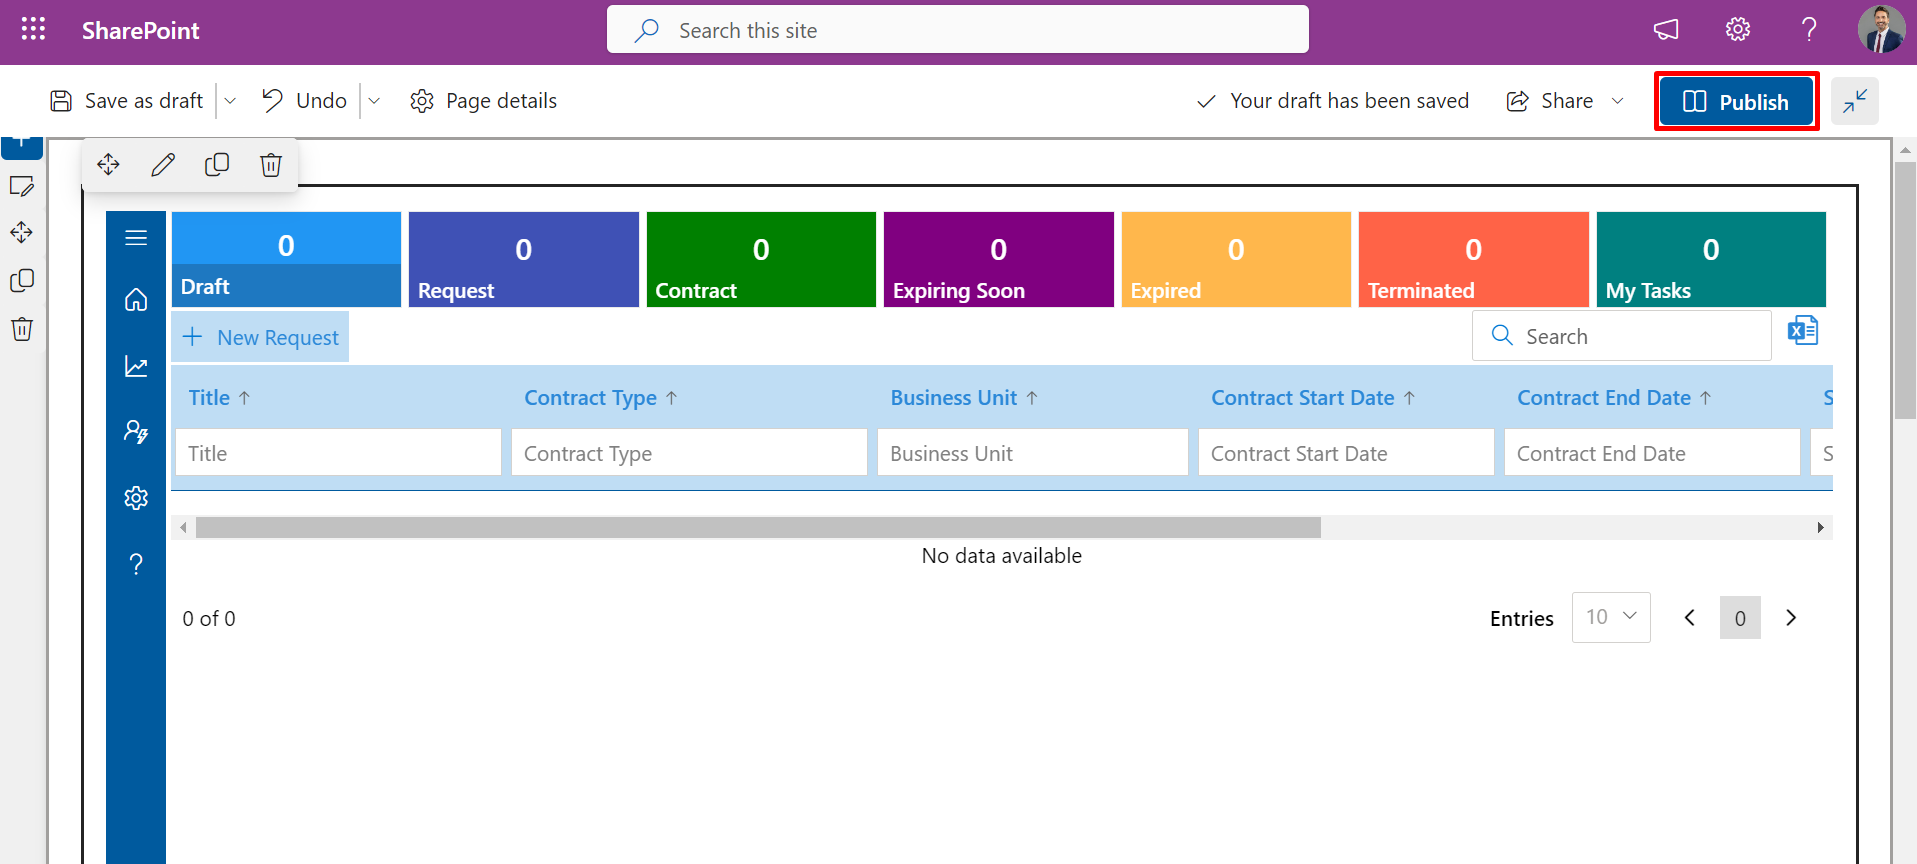 SharePoint
Search this site
Save as draft Undo Page details Your draft has been saved Share Publish
0 0 0 0 0 0 0
Draft Request Contract Expiring Soon Expired Terminated My Tasks
New Request Search
Title ↑ Contract Type ↑ Business Unit ↑ Contract Start Date ↑ Contract End Date ↑ S
Title Contract Type Business Unit Contract Start Date Contract End Date S
No data available
0 of 0 Entries 10 0